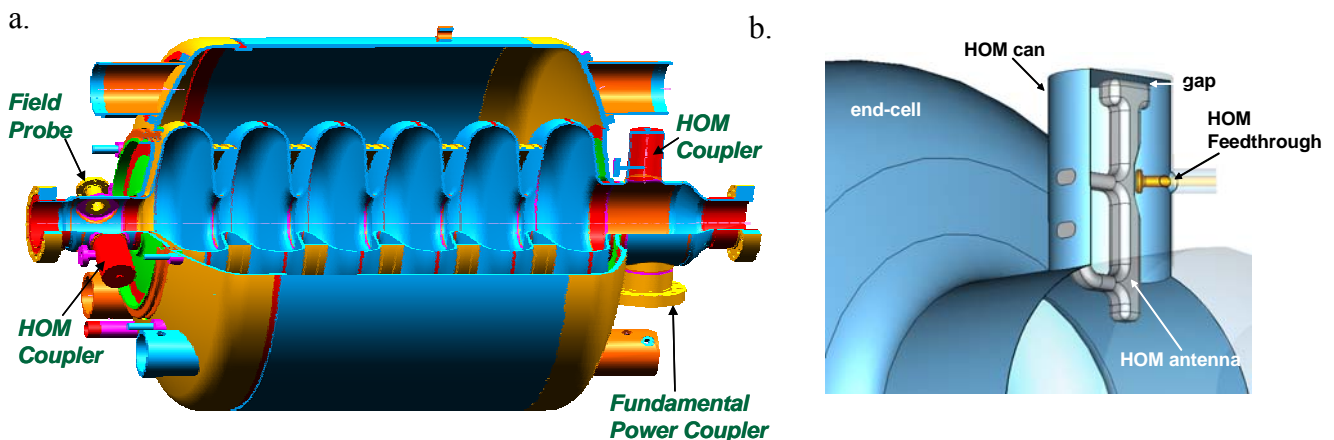 a.
Field
Probe
HOM
Coupler
HOM
Coupler
Fundamental
Power Coupler
b.
HOM can
gap
end-cell
HOM
Feedthrough
HOM antenna